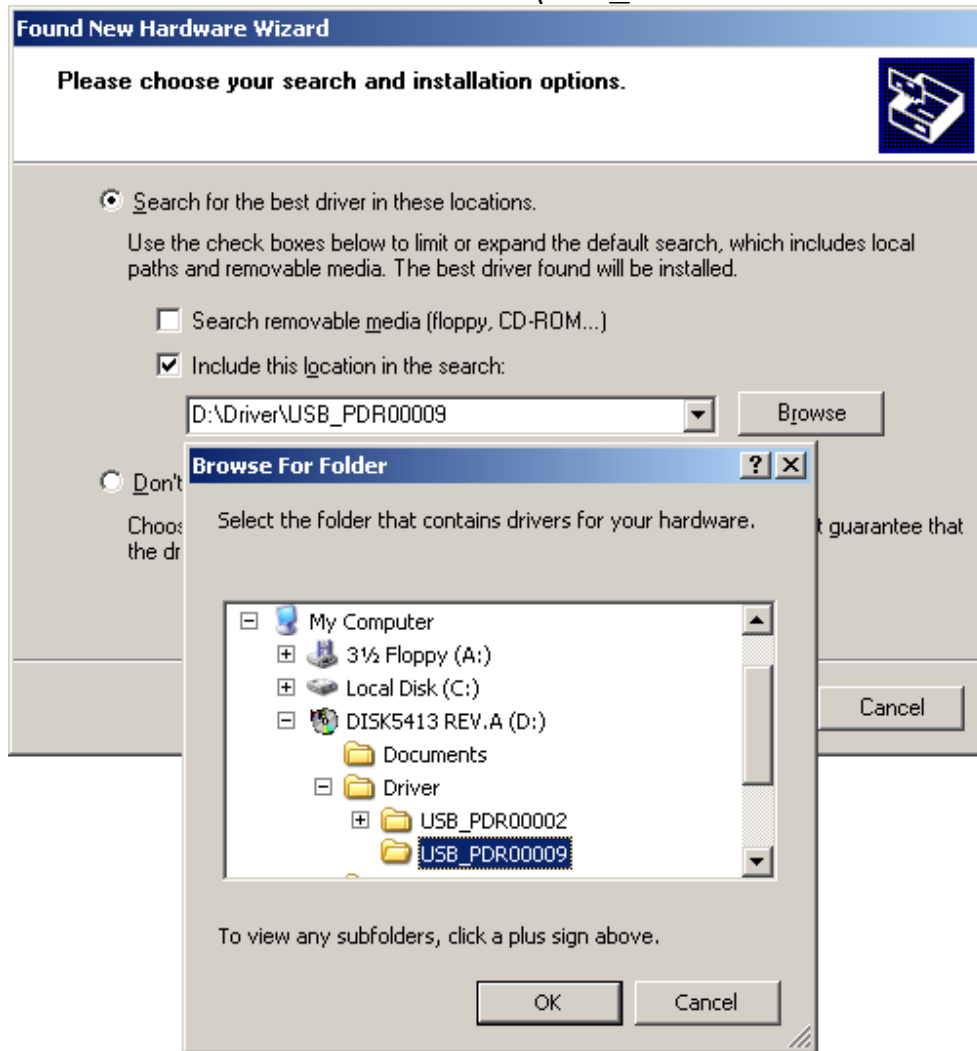 Found New Hardware Wizard
Please choose your search and installation options.
Search for the best driver in these locations.
Use the check boxes below to limit or expand the default search, which includes local
paths and removable media. The best driver found will be installed.
Search removable media (floppy, CD-ROM...)
Include this location in the search:
D:\Driver\USB_PDR00009
Browse
Browse For Folder
Don't
Select the folder that contains drivers for your hardware.
guarantee that
the
My Computer
3½ Floppy (A:)
Local Disk (C:)
DISK5413 REV.A (D:)
Cancel
Documents
Driver
USB_PDR00002
USB_PDR00009
To view any subfolders, click a plus sign above.
OK
Cancel